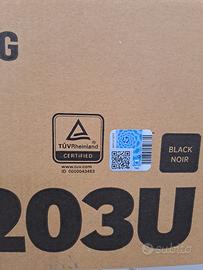 G
TÜVRheinland
CERTIFIED
www.tuv.com
ID 0000043463
BLACK
NOIR
203U
subito